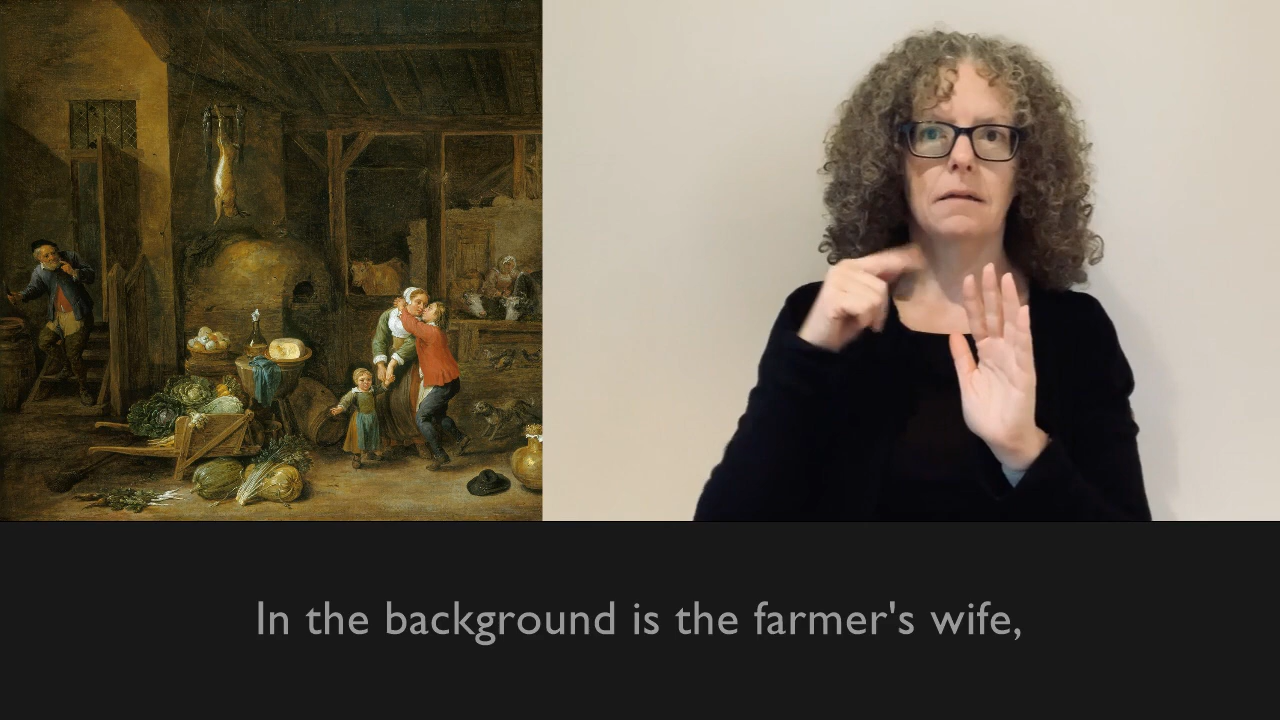 In the background is the farmer's wife,